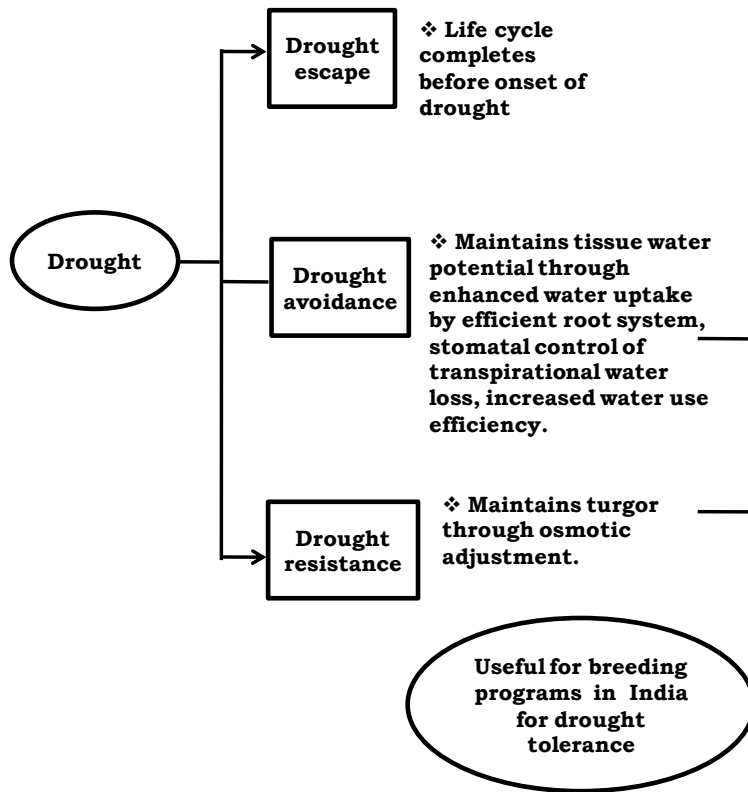 Drought
escape
❖ Life cycle
completes
before onset of
drought
Drought
Drought
avoidance
❖ Maintains tissue water
potential through
enhanced water uptake
by efficient root system,
stomatal control of
transpirational water
loss, increased water use
efficiency.
Drought
resistance
❖ Maintains turgor
through osmotic
adjustment.
Useful for breeding
programs in India
for drought
tolerance